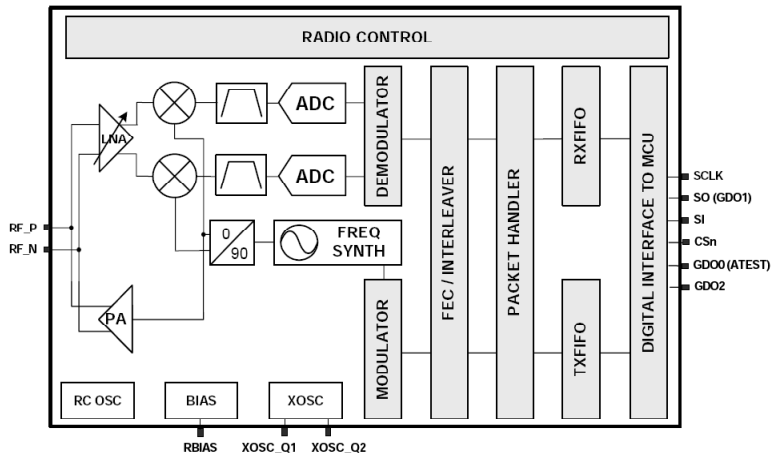 RADIO CONTROL
LNA
ADC
ADC
DEMODULATOR
FEC / INTERLEAVER
PACKET HANDLER
RXFIFO
DIGITAL INTERFACE TO MCU
SCLK
SO (GDO1)
SI
CSn
GDO0 (ATEST)
GDO2
RF_P
RF_N
0
90
FREQ
SYNTH
PA
MODULATOR
TXFIFO
RC OSC
BIAS
XOSC
RBIAS
XOSC_Q1
XOSC_Q2